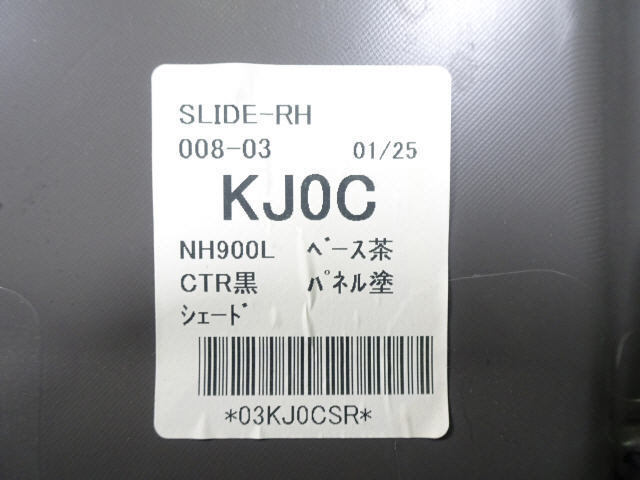 SLIDE-RH
008-03 01/25
KJ0C
NH900L ﾍﾞｰｽ茶
CTR黒 ﾊﾟﾈﾙ塗
ｼｪｰﾄﾞ
*03KJ0CSR*